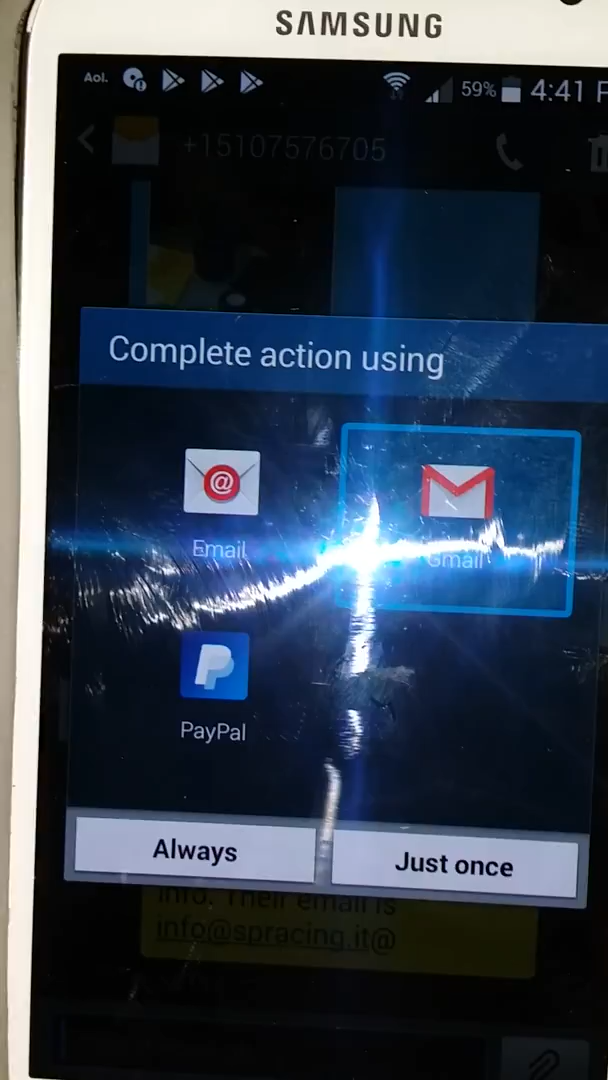 SAMSUNG
Aol.
59% 4:41
+15107576705
Complete action using
Email
Gmail
PayPal
Always
Just once
info. Their email is
info@spracing.it@